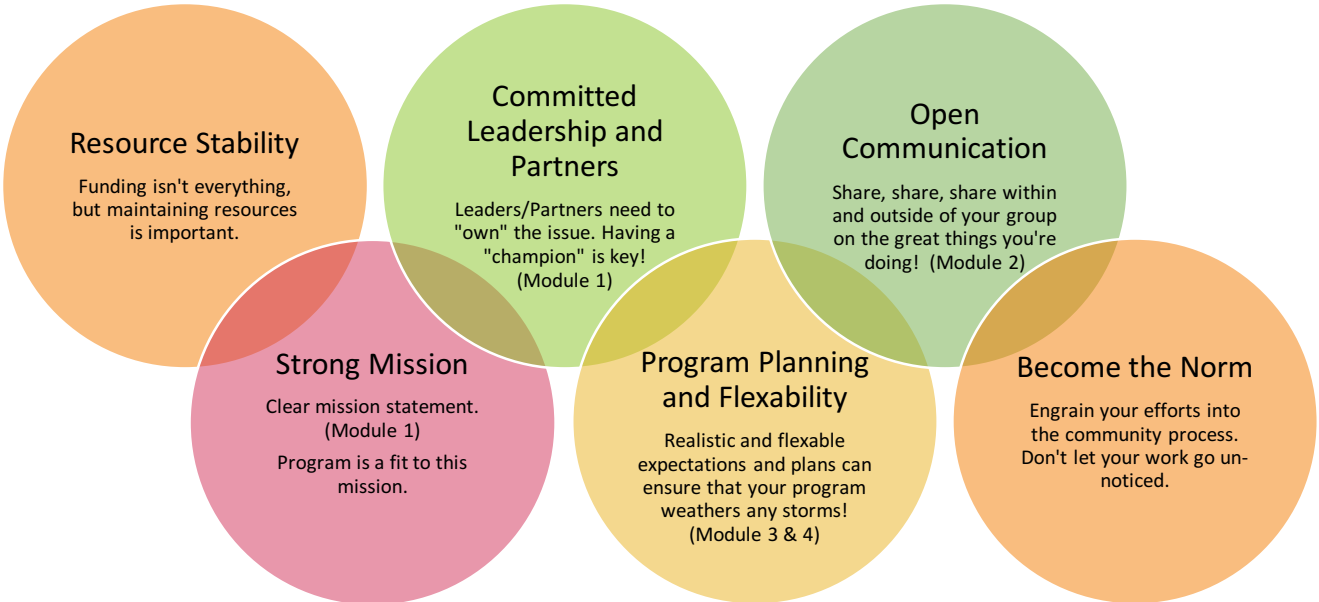 Resource Stability
Funding isn't everything,
but maintaining resources
is important.
Strong Mission
Clear mission statement.
(Module 1)
Program is a fit to this
mission.
Committed
Leadership and
Partners
Leaders/Partners need to
"own" the issue. Having a
"champion" is key!
(Module 1)
Program Planning
and Flexability
Realistic and flexable
expectations and plans can
ensure that your program
weathers any storms!
(Module 3 & 4)
Open
Communication
Share, share, share within
and outside of your group
on the great things you're
doing!  (Module 2)
Become the Norm
Engrain your efforts into
the community process.
Don't let your work go un-
noticed.